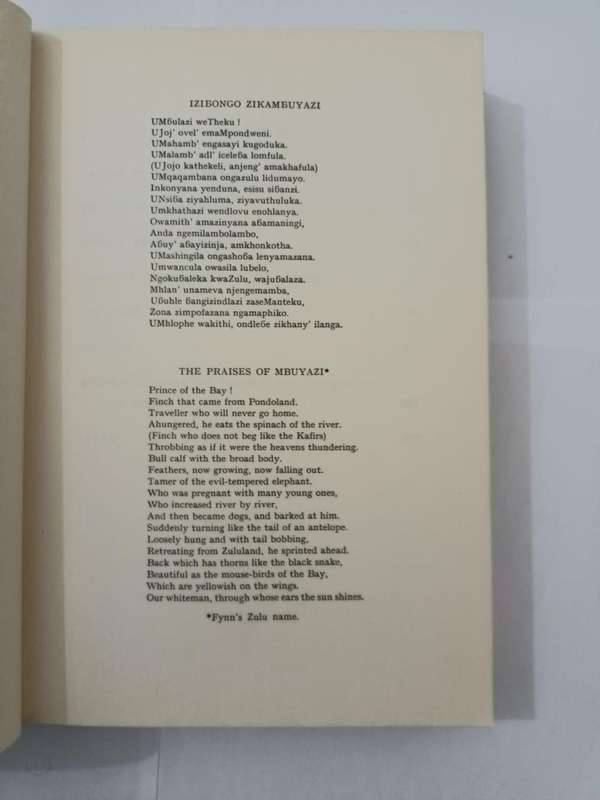 IZIɓONGO ZIKAMɓUYAZI
UMɓulazi weTheku !
UJoj' ovel' emaMpondweni.
UMahamb' engasayi kugoduka.
UMalamb' adl' iceleɓa lomfula.
(UJojo kathekeli, anjeng' amakhafula)
UMqaqambana ongazulu lidumayo.
Inkonyana yenduna, esisu siɓanzi.
UNsiɓa ziyahluma, ziyavuthuluka.
Umkhathazi wendlovu enohlanya.
Owamith' amazinyana aɓamaningi,
Anda ngemilambolambo,
Aɓuy' aɓayizinja, amkhonkotha.
UMashingila ongashoɓa lenyamazana.
Umwancula owasila lubelo,
Ngokuɓaleka kwaZulu, wajuɓalaza.
Mhlan' unameva njengemamba,
Uɓuhle ɓangizindlazi zaseManteku,
Zona zimpofazana ngamaphiko.
UMhlophe wakithi, ondleɓe zikhany' ilanga.
THE PRAISES OF MBUYAZI*
Prince of the Bay !
Finch that came from Pondoland.
Traveller who will never go home.
Ahungered, he eats the spinach of the river.
(Finch who does not beg like the Kafirs)
Throbbing as if it were the heavens thundering.
Bull calf with the broad body.
Feathers, now growing, now falling out.
Tamer of the evil-tempered elephant.
Who was pregnant with many young ones,
Who increased river by river,
And then became dogs, and barked at him.
Suddenly turning like the tail of an antelope.
Loosely hung and with tail bobbing,
Retreating from Zululand, he sprinted ahead.
Back which has thorns like the black snake,
Beautiful as the mouse-birds of the Bay,
Which are yellowish on the wings.
Our whiteman, through whose ears the sun shines.
*Fynn's Zulu name.